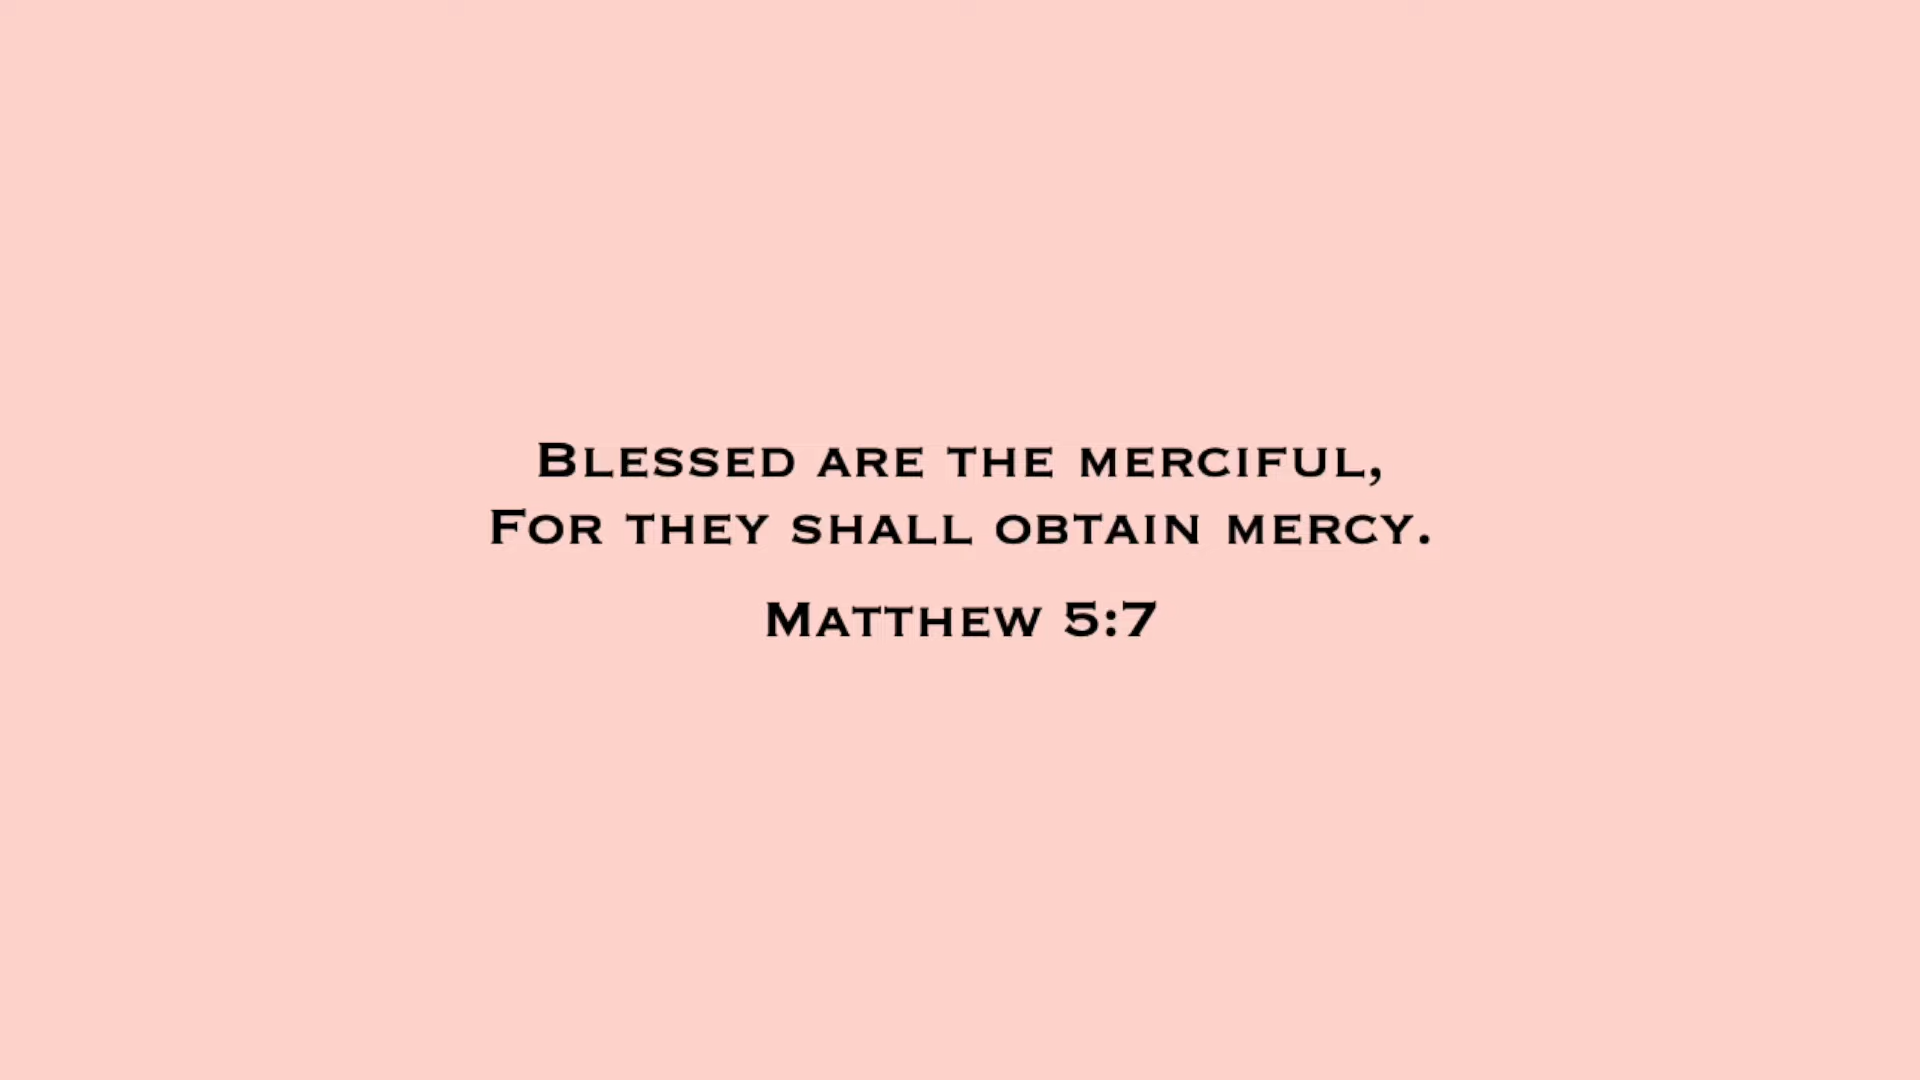 Blessed are the merciful,
For they shall obtain mercy.
Matthew 5:7